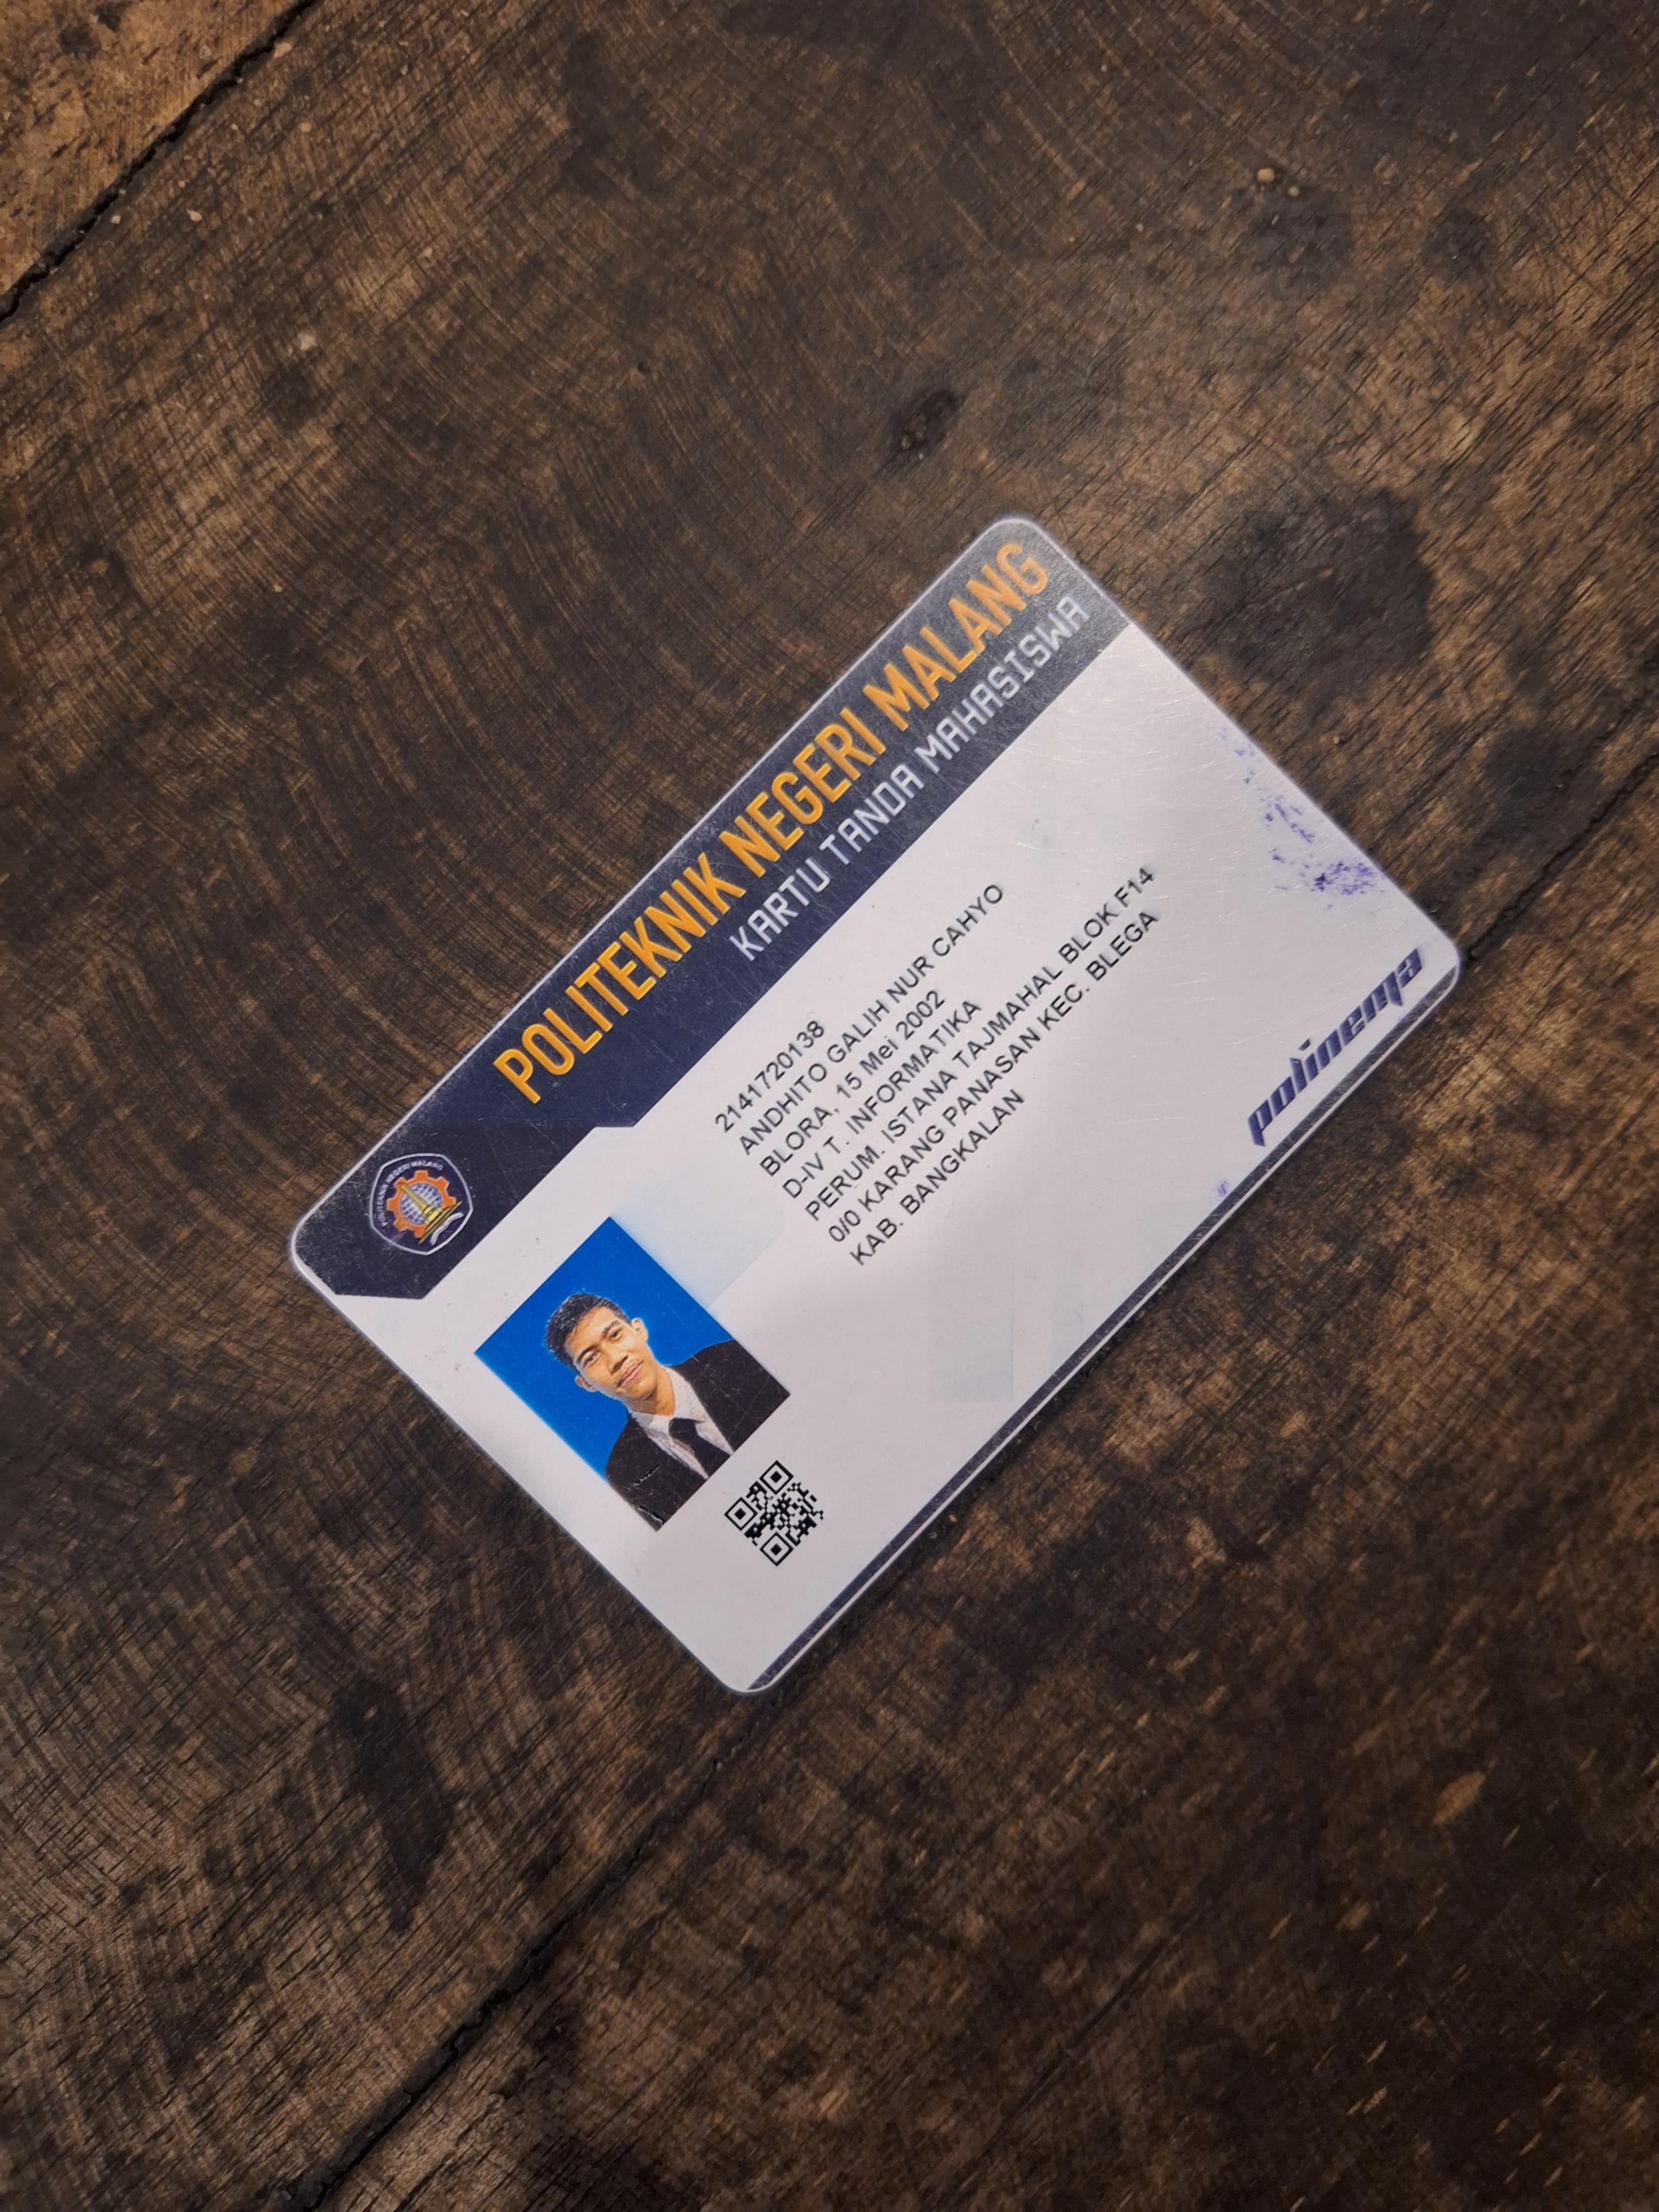 POLITEKNIK NEGERI MALANG
KARTU TANDA MAHASISWA
POLITEKNIK NEGERI MALANG
2141720138
ANDHITO GALIH NUR CAHYO
BLORA, 15 Mei 2002
D-IV T. INFORMATIKA
PERUM. ISTANA TAJMAHAL BLOK F14
0/0 KARANG PANASAN KEC. BLEGA
KAB. BANGKALAN
polinema